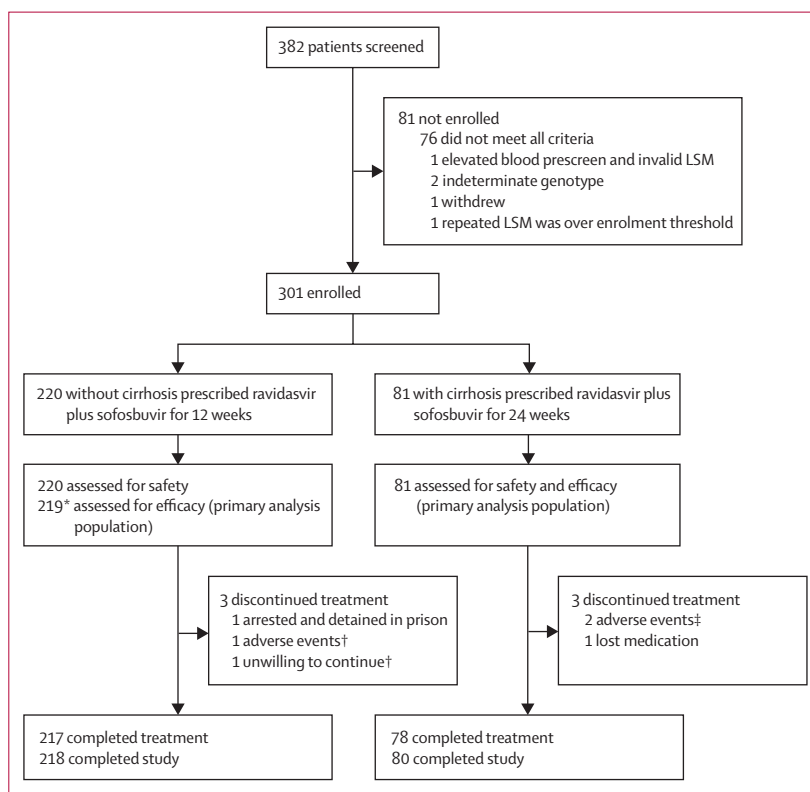 382 patients screened
81 not enrolled
76 did not meet all criteria
1 elevated blood prescreen and invalid LSM
2 indeterminate genotype
1 withdrew
1 repeated LSM was over enrolment threshold
301 enrolled
220 without cirrhosis prescribed ravidasvir
plus sofosbuvir for 12 weeks
81 with cirrhosis prescribed ravidasvir plus
sofosbuvir for 24 weeks
220 assessed for safety
219* assessed for efficacy (primary analysis
population)
81 assessed for safety and efficacy
(primary analysis population)
3 discontinued treatment
1 arrested and detained in prison
1 adverse events†
1 unwilling to continue†
3 discontinued treatment
2 adverse events‡
1 lost medication
217 completed treatment
218 completed study
78 completed treatment
80 completed study